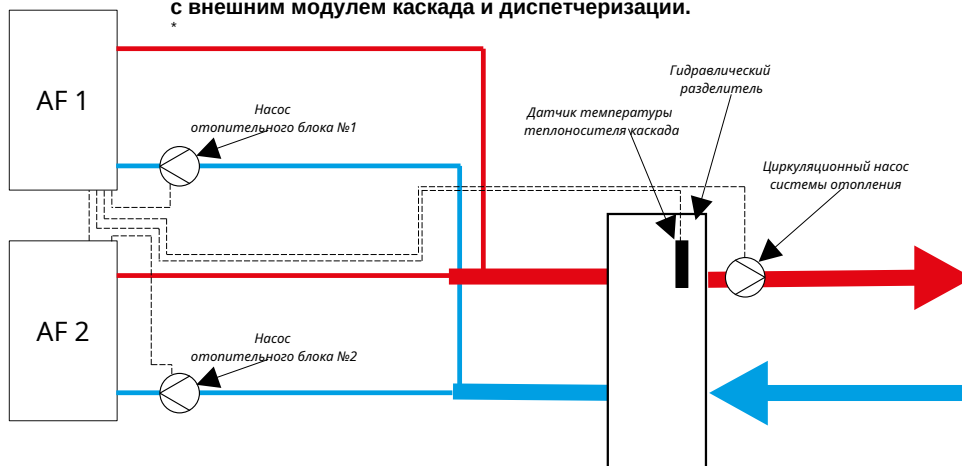 с внешним модулем каскада и диспетчеризации.
*
AF 1
Насос
отопительного блока №1
Датчик температуры
теплоносителя каскада
Гидравлический
разделитель
Циркуляционный насос
системы отопления
AF 2
Насос
отопительного блока №2